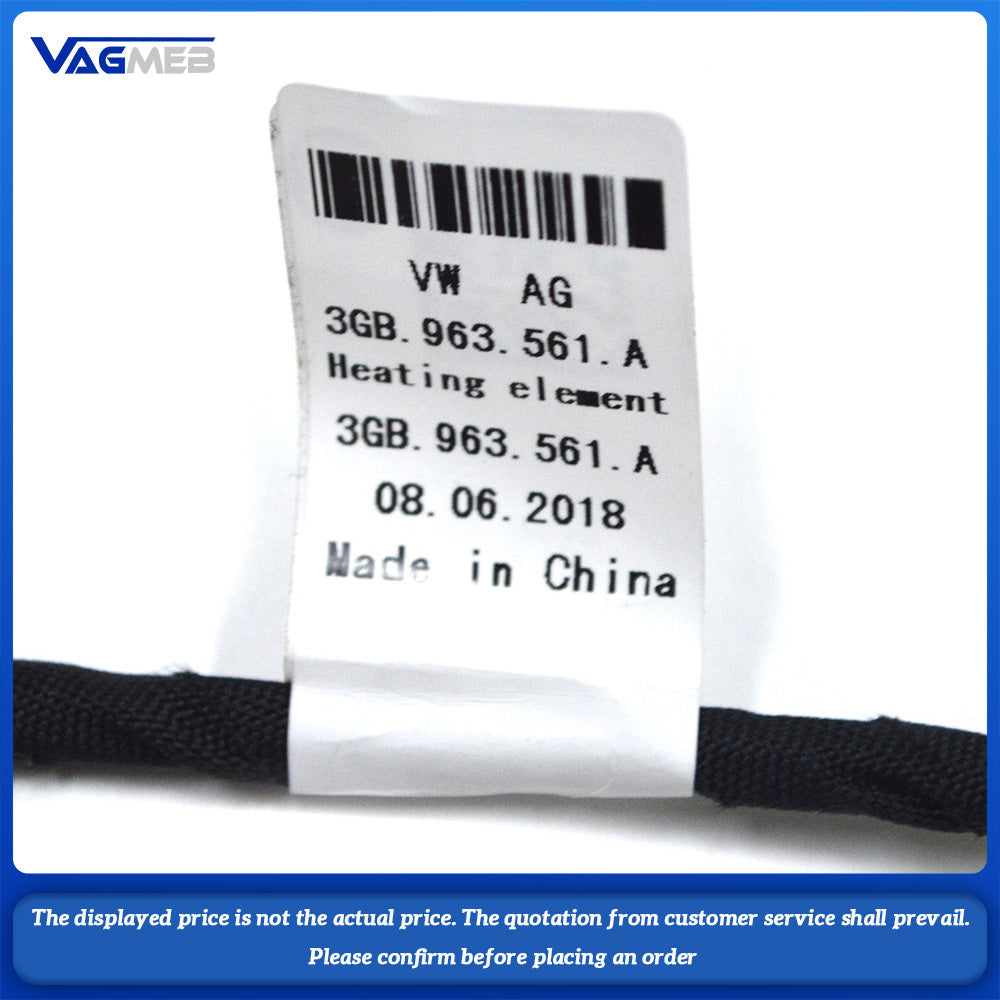 VAGMEB
VW AG
3GB.963.561.A
Heating element
3GB.963.561.A
08.06.2018
Made in China
The displayed price is not the actual price. The quotation from customer service shall prevail.
Please confirm before placing an order